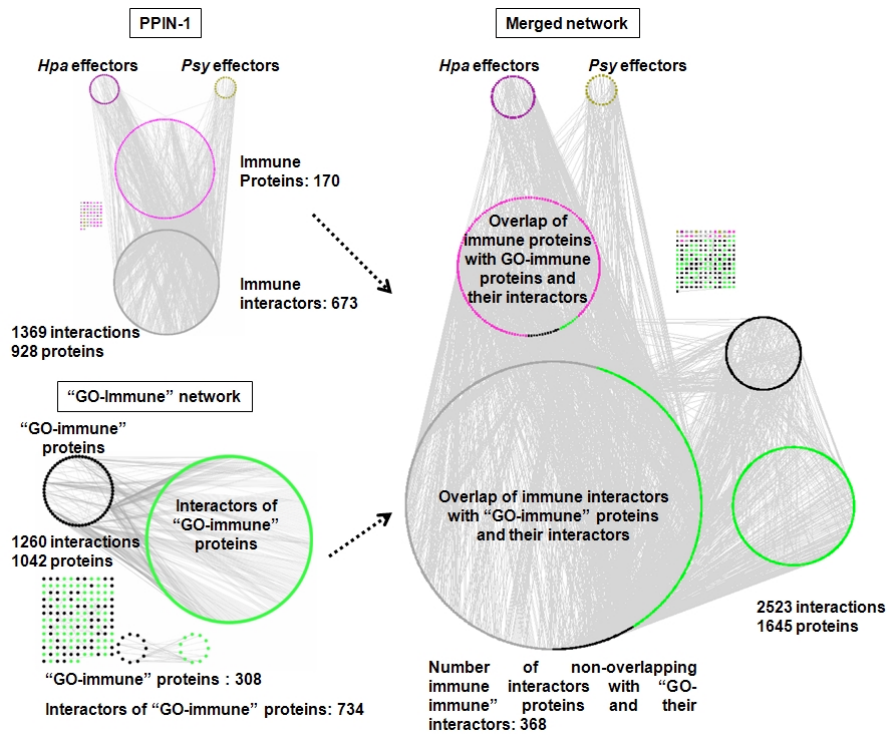 PPIN-1
Hpa effectors
Psy effectors
Immune
Proteins: 170
Immune
interactors: 673
1369 interactions
928 proteins
“GO-Immune” network
“GO-immune”
proteins
Interactors of
“GO-immune”
proteins
1260 interactions
1042 proteins
“GO-immune” proteins : 308
Interactors of “GO-immune” proteins: 734
Merged network
Hpa effectors
Psy effectors
Overlap of
immune proteins
with GO-immune
proteins and
their interactors
Overlap of immune interactors
with “GO-immune” proteins
and their interactors
2523 interactions
1645 proteins
Number of non-overlapping
immune interactors with “GO-
immune” proteins and their
interactors: 368